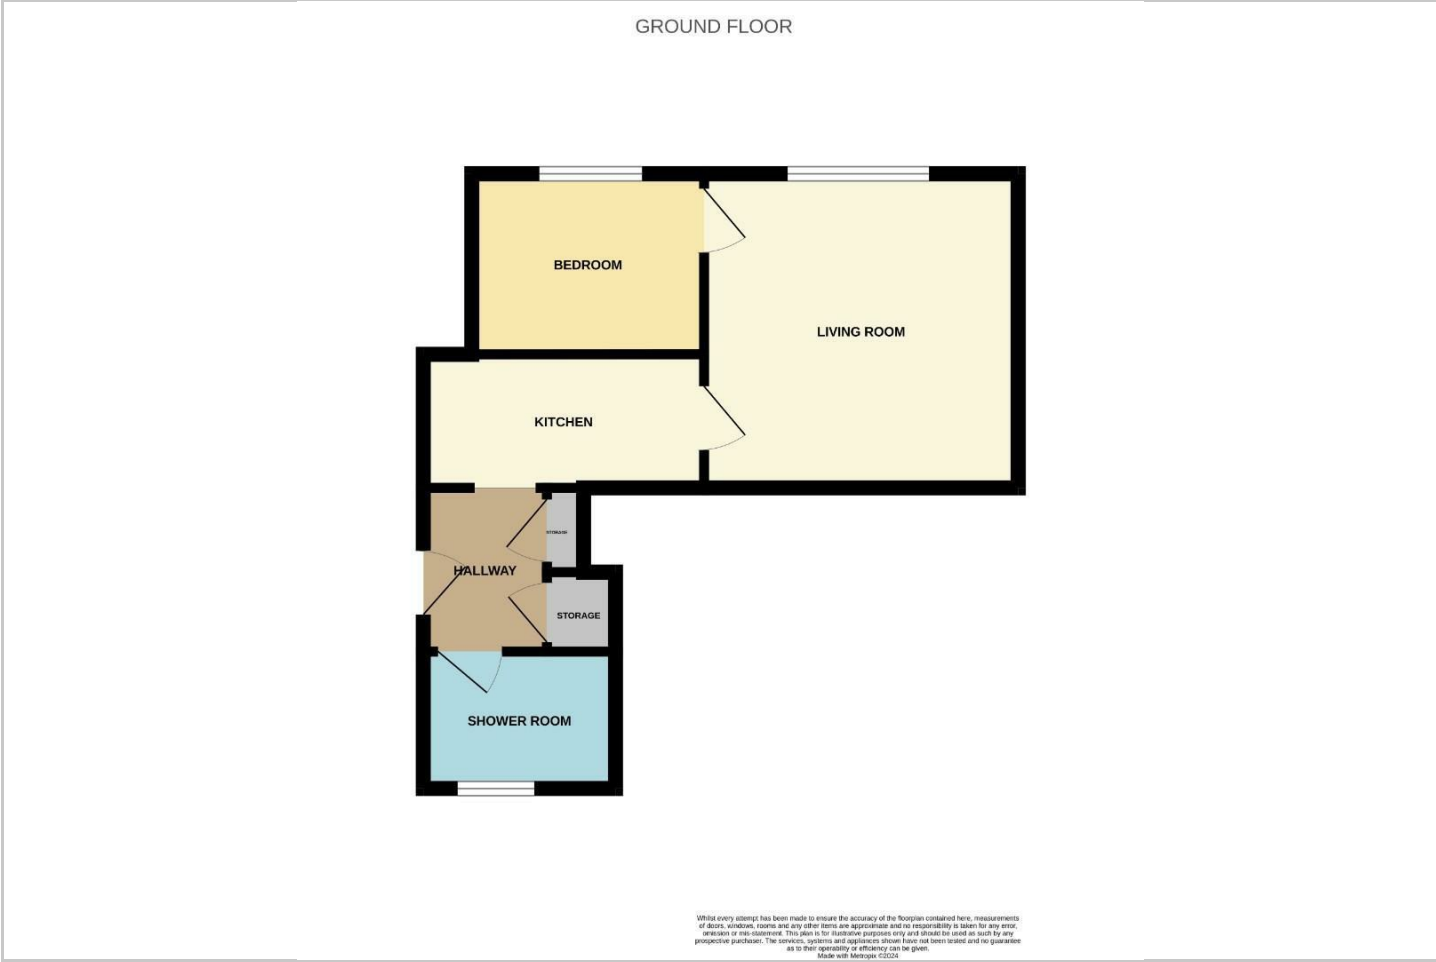 GROUND FLOOR
BEDROOM
LIVING ROOM
KITCHEN
STORAGE
HALLWAY
STORAGE
SHOWER ROOM
Whilst every attempt has been made to ensure the accuracy of the floorplan contained here, measurements
of doors, windows, rooms and any other items are approximate and no responsibility is taken for any error,
omission or mis-statement. This plan is for illustrative purposes only and should be used as such by any
prospective purchaser. The services, systems and appliances shown have not been tested and no guarantee
as to their operability or efficiency can be given.
Made with Metropix ©2024